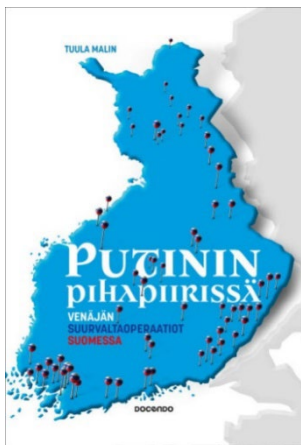 TUULA MALIN
PUTININ
PIHAPIIRISSÄ
VENÄJÄN
SUURVALTAOPERAATIOT
SUOMESSA
DOCENDO